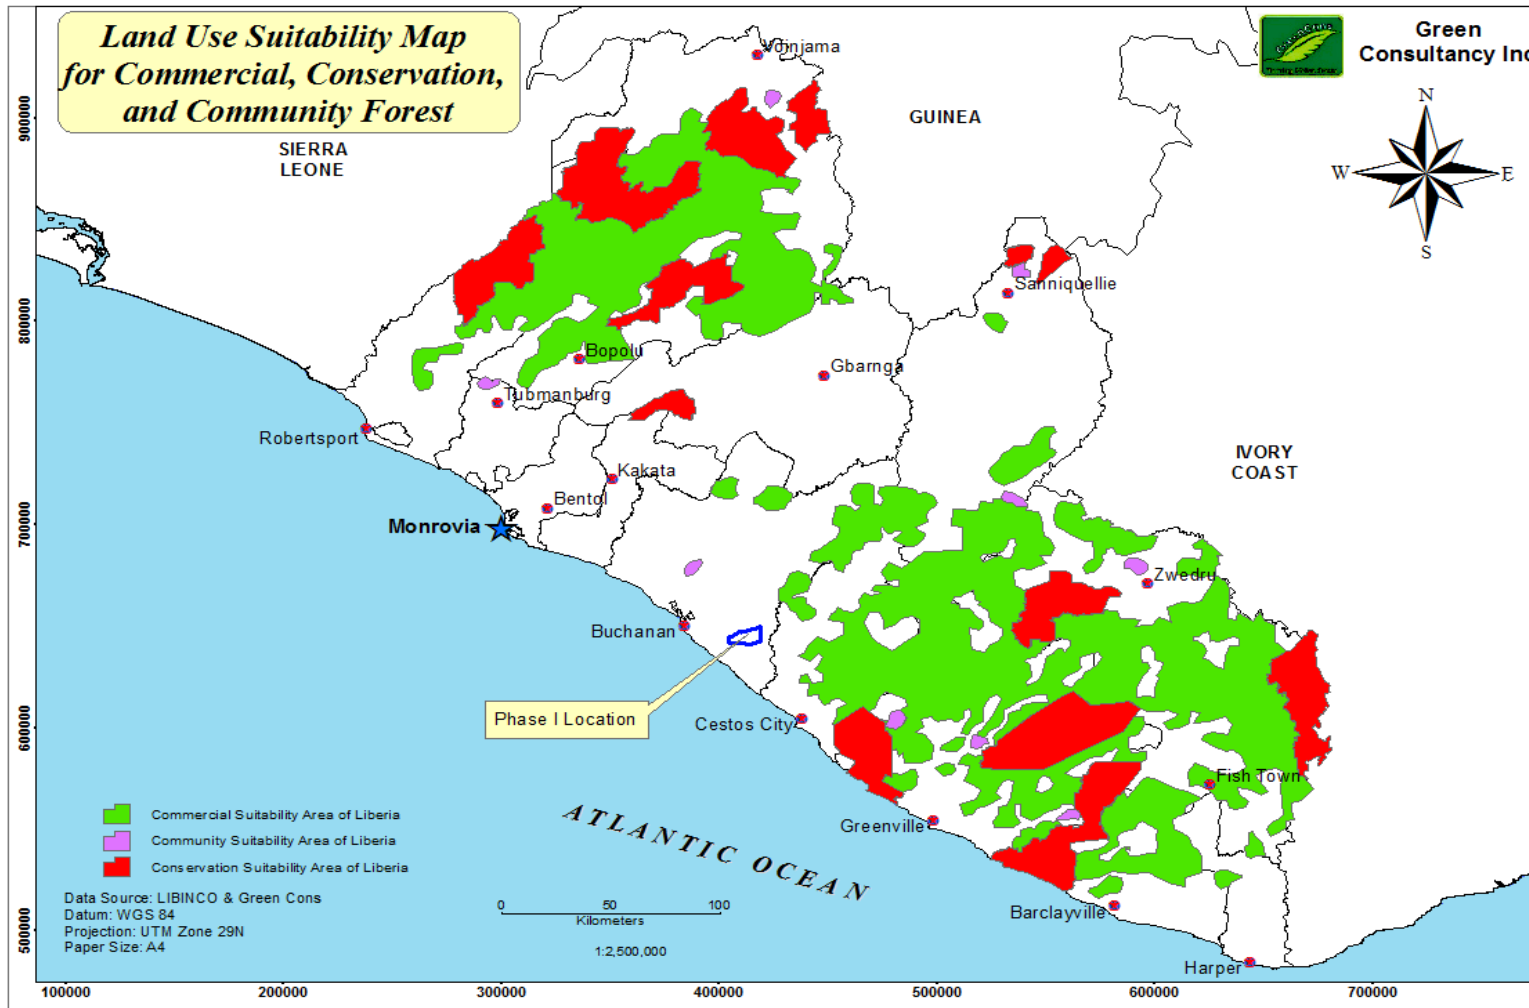 Land Use Suitability Map
for Commercial, Conservation,
and Community Forest
Green
Consultancy Inc
N
W
E
S
SIERRA
LEONE
GUINEA
IVORY
COAST
Voinjama
Sanniquellie
Bopolu
Gbarnga
Tubmanburg
Robertsport
Kakata
Bentol
Monrovia
Zwedru
Buchanan
Phase I Location
Cestos City
Fish Town
Greenville
Barclayville
Harper
ATLANTIC OCEAN
Commercial Suitability Area of Liberia
Community Suitability Area of Liberia
Conservation Suitability Area of Liberia
Data Source: LIBINCO & Green Cons
Datum: WGS 84
Projection: UTM Zone 29N
Paper Size: A4
0 50 100
Kilometers
1:2,500,000
900000
800000
700000
600000
500000
100000 200000 300000 400000 500000 600000 700000